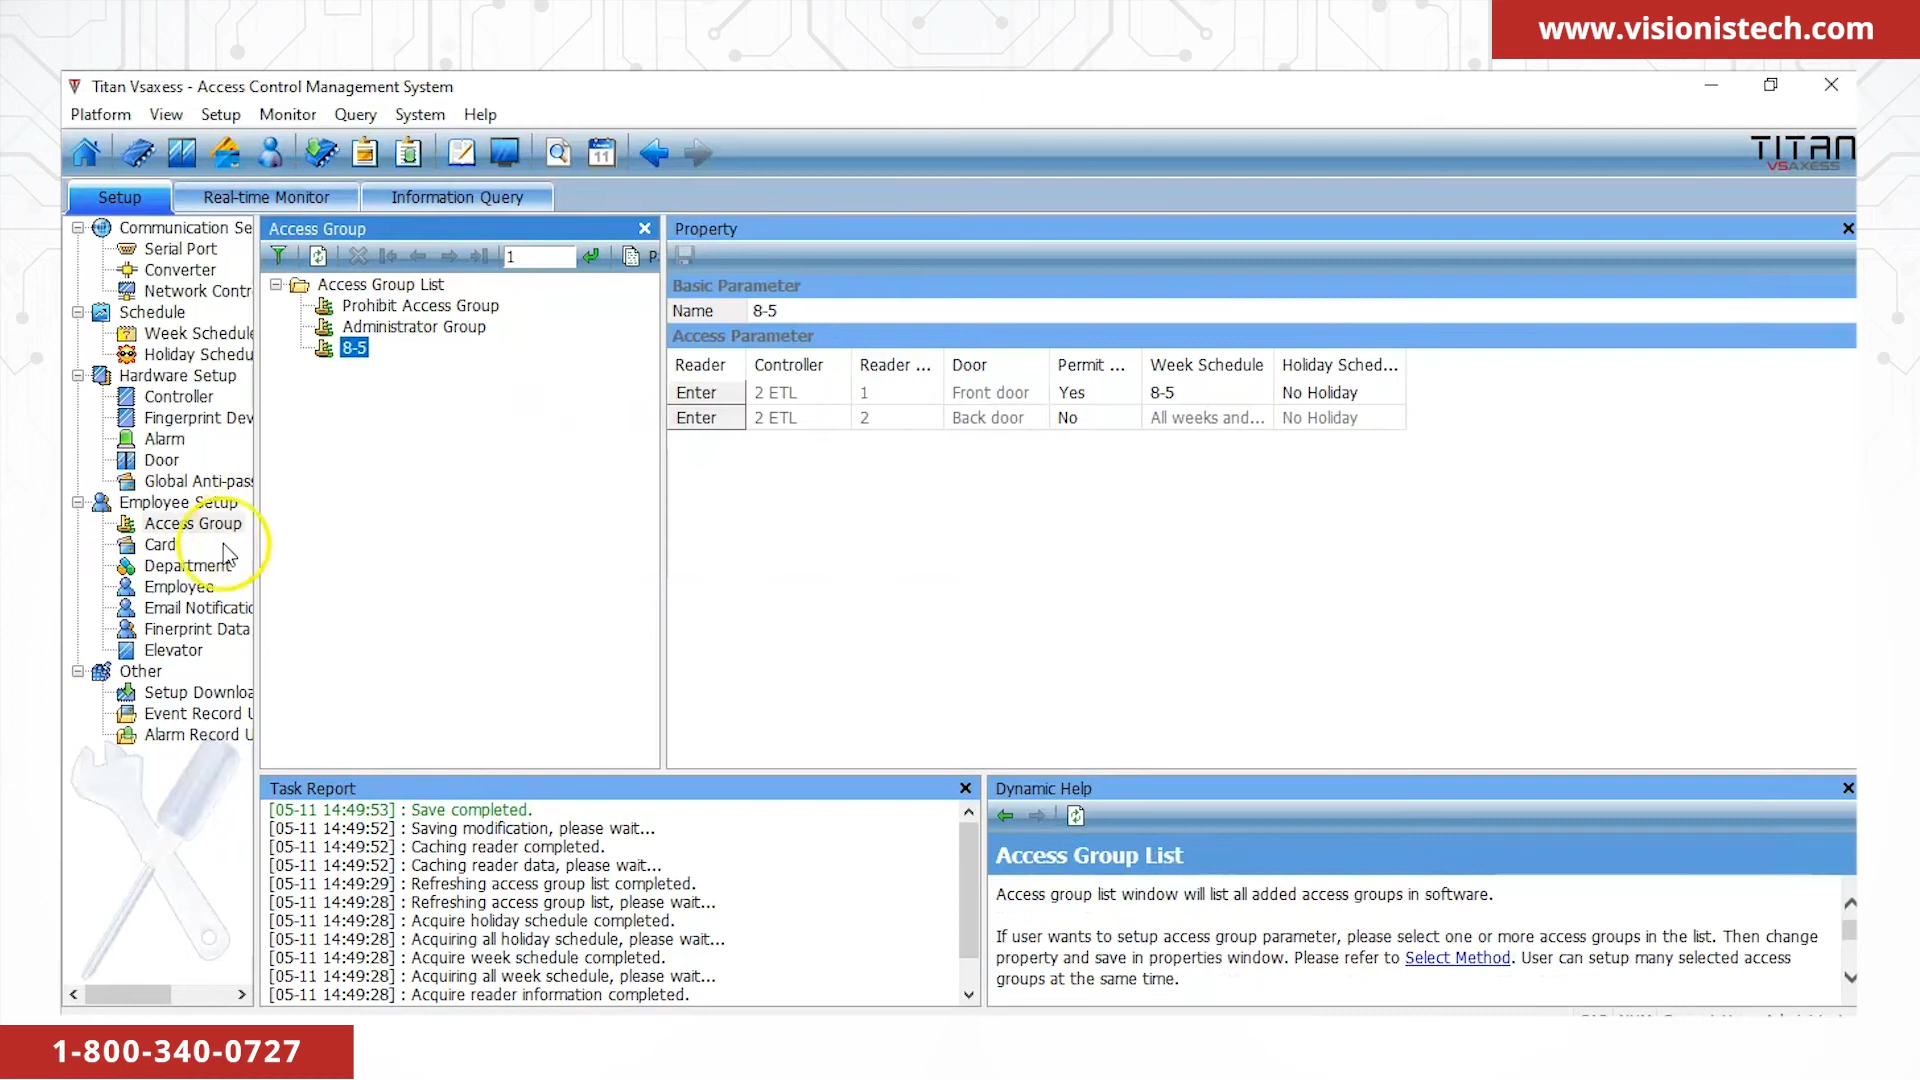 www.visionistech.com
Titan Vsaxess - Access Control Management System
Platform View Setup Monitor Query System Help
11
TITAN
VSAXESS
Setup Real-time Monitor Information Query
Communication Se
Serial Port
Converter
Network Contr
Schedule
Week Schedule
Holiday Schedu
Hardware Setup
Controller
Fingerprint Dev
Alarm
Door
Global Anti-pas
Employee Setup
Access Group
Card
Department
Employee
Email Notificatio
Finerprint Data
Elevator
Other
Setup Downloa
Event Record U
Alarm Record U
Access Group
1 P
Access Group List
Prohibit Access Group
Administrator Group
8-5
Property
Basic Parameter
Name 8-5
Access Parameter
Reader Controller Reader ... Door Permit ... Week Schedule Holiday Sched...
Enter 2 ETL 1 Front door Yes 8-5 No Holiday
Enter 2 ETL 2 Back door No All weeks and... No Holiday
Task Report
[05-11 14:49:53] : Save completed.
[05-11 14:49:52] : Saving modification, please wait...
[05-11 14:49:52] : Caching reader completed.
[05-11 14:49:52] : Caching reader data, please wait...
[05-11 14:49:29] : Refreshing access group list completed.
[05-11 14:49:28] : Refreshing access group list, please wait...
[05-11 14:49:28] : Acquire holiday schedule completed.
[05-11 14:49:28] : Acquiring all holiday schedule, please wait...
[05-11 14:49:28] : Acquire week schedule completed.
[05-11 14:49:28] : Acquiring all week schedule, please wait...
[05-11 14:49:28] : Acquire reader information completed.
Dynamic Help
Access Group List
Access group list window will list all added access groups in software.
If user wants to setup access group parameter, please select one or more access groups in the list. Then change
property and save in properties window. Please refer to Select Method. User can setup many selected access
groups at the same time.
1-800-340-0727